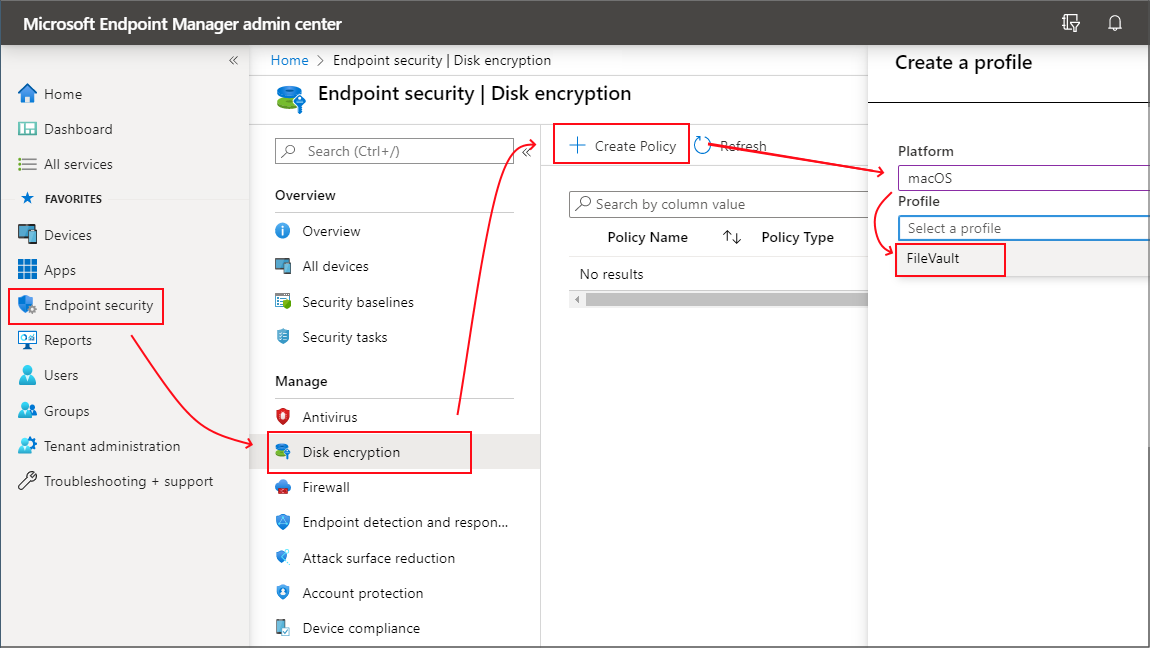 Microsoft Endpoint Manager admin center
Home
Dashboard
All services
FAVORITES
Devices
Apps
Endpoint security
Reports
Users
Groups
Tenant administration
Troubleshooting + support
Home > Endpoint security | Disk encryption
Endpoint security | Disk encryption
Search (Ctrl+/)
Overview
Overview
All devices
Security baselines
Security tasks
Manage
Antivirus
Disk encryption
Firewall
Endpoint detection and respon...
Attack surface reduction
Account protection
Device compliance
Create Policy Refresh
Search by column value
Policy Name Policy Type
No results
Create a profile
Platform
macOS
Profile
Select a profile
FileVault